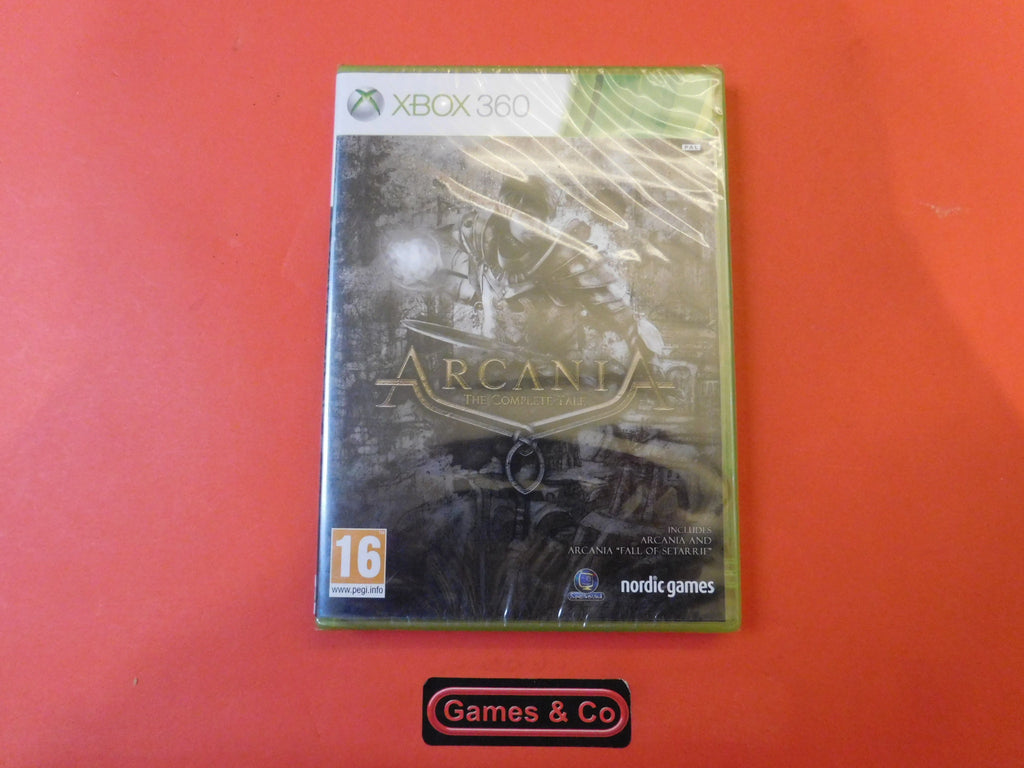 XBOX 360
PAL
ARCANIA
THE COMPLETE TALE
INCLUDES
ARCANIA AND
ARCANIA "FALL OF SETARRIF"
16
www.pegi.info
nordic games
Games & Co